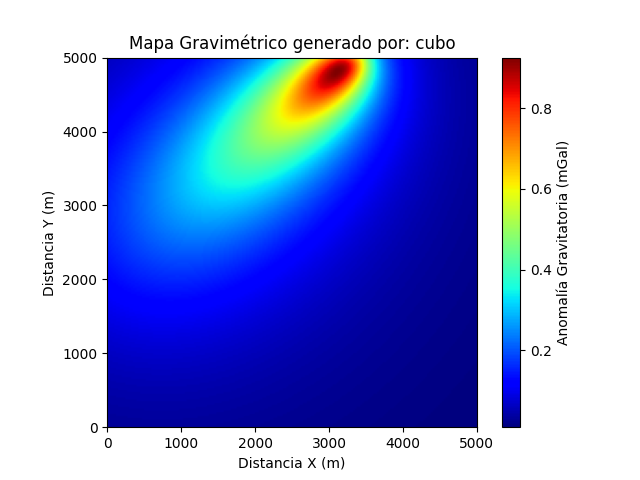 Mapa Gravimétrico generado por: cubo
5000
4000
3000
2000
1000
0
Distancia Y (m)
0 1000 2000 3000 4000 5000
Distancia X (m)
0.8
0.6
0.4
0.2
Anomalía Gravitatoria (mGal)